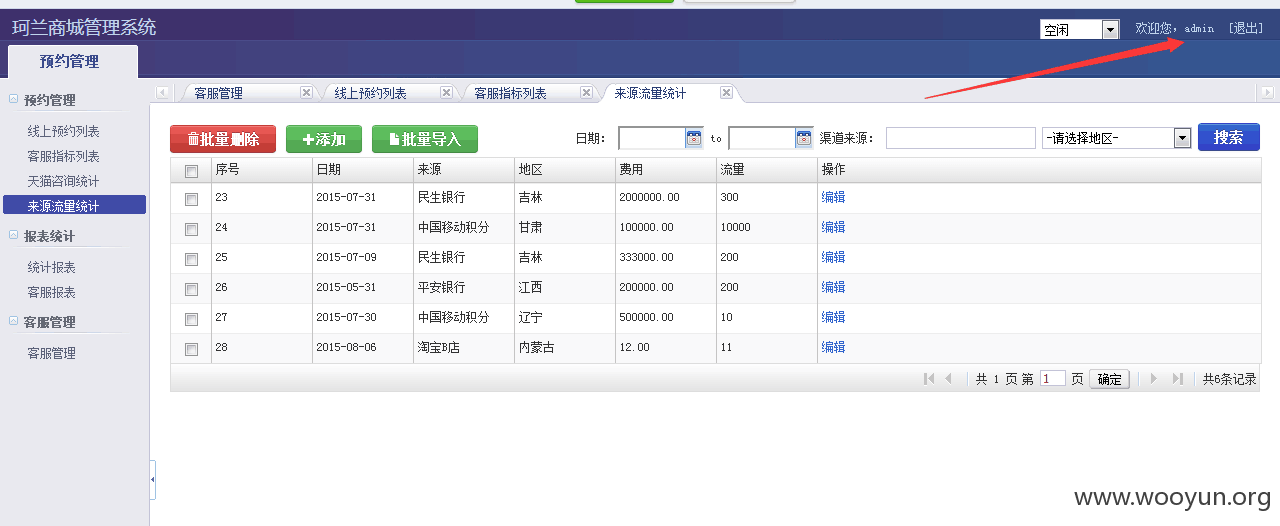 珂兰商城管理系统
空闲 欢迎您，admin [退出]
预约管理
预约管理
线上预约列表
客服指标列表
天猫咨询统计
来源流量统计
报表统计
统计报表
客服报表
客服管理
客服管理
客服管理 线上预约列表 客服指标列表 来源流量统计
批量删除 添加 批量导入 日期: to 渠道来源: -请选择地区- 搜索
序号 日期 来源 地区 费用 流量 操作
23 2015-07-31 民生银行 吉林 2000000.00 300 编辑
24 2015-07-31 中国移动积分 甘肃 100000.00 10000 编辑
25 2015-07-09 民生银行 吉林 333000.00 200 编辑
26 2015-05-31 平安银行 江西 200000.00 200 编辑
27 2015-07-30 中国移动积分 辽宁 500000.00 10 编辑
28 2015-08-06 淘宝B店 内蒙古 12.00 11 编辑
共 1 页 第 1 页 确定 共6条记录
www.wooyun.org